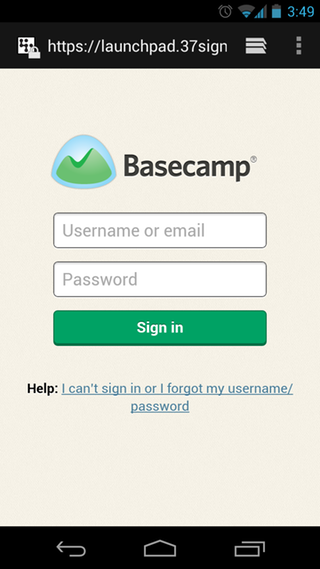 3:49
https://launchpad.37sign
Basecamp®
Username or email
Password
Sign in
Help: I can't sign in or I forgot my username/
password